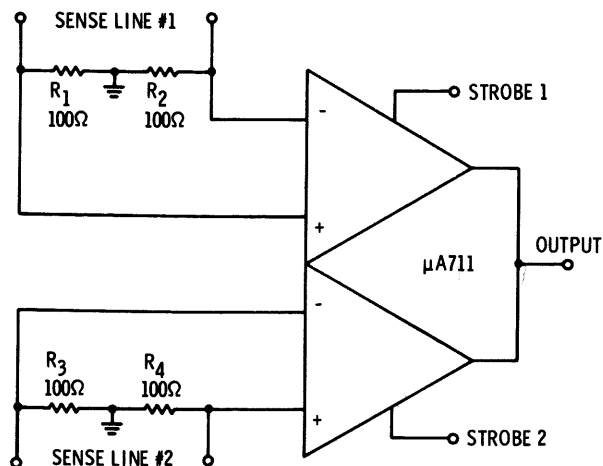 SENSE LINE #1
R1
100Ω
R2
100Ω
-
STROBE 1
+
μA711
OUTPUT
-
R3
100Ω
R4
100Ω
+
SENSE LINE #2
STROBE 2